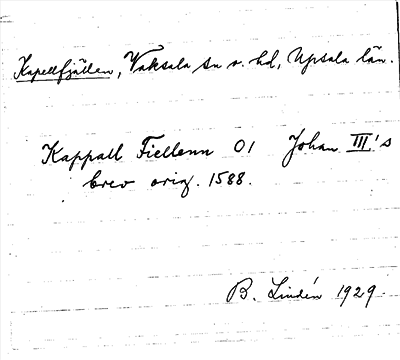 Kapellfjällen, Vaksala sn o. hd, Upsala län.
Kappall Fiellenn 01 Johan III's
brev orig. 1588.
B. Lindén 1929